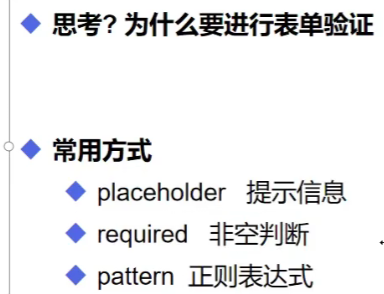 思考? 为什么要进行表单验证
常用方式
placeholder 提示信息
required 非空判断
pattern 正则表达式